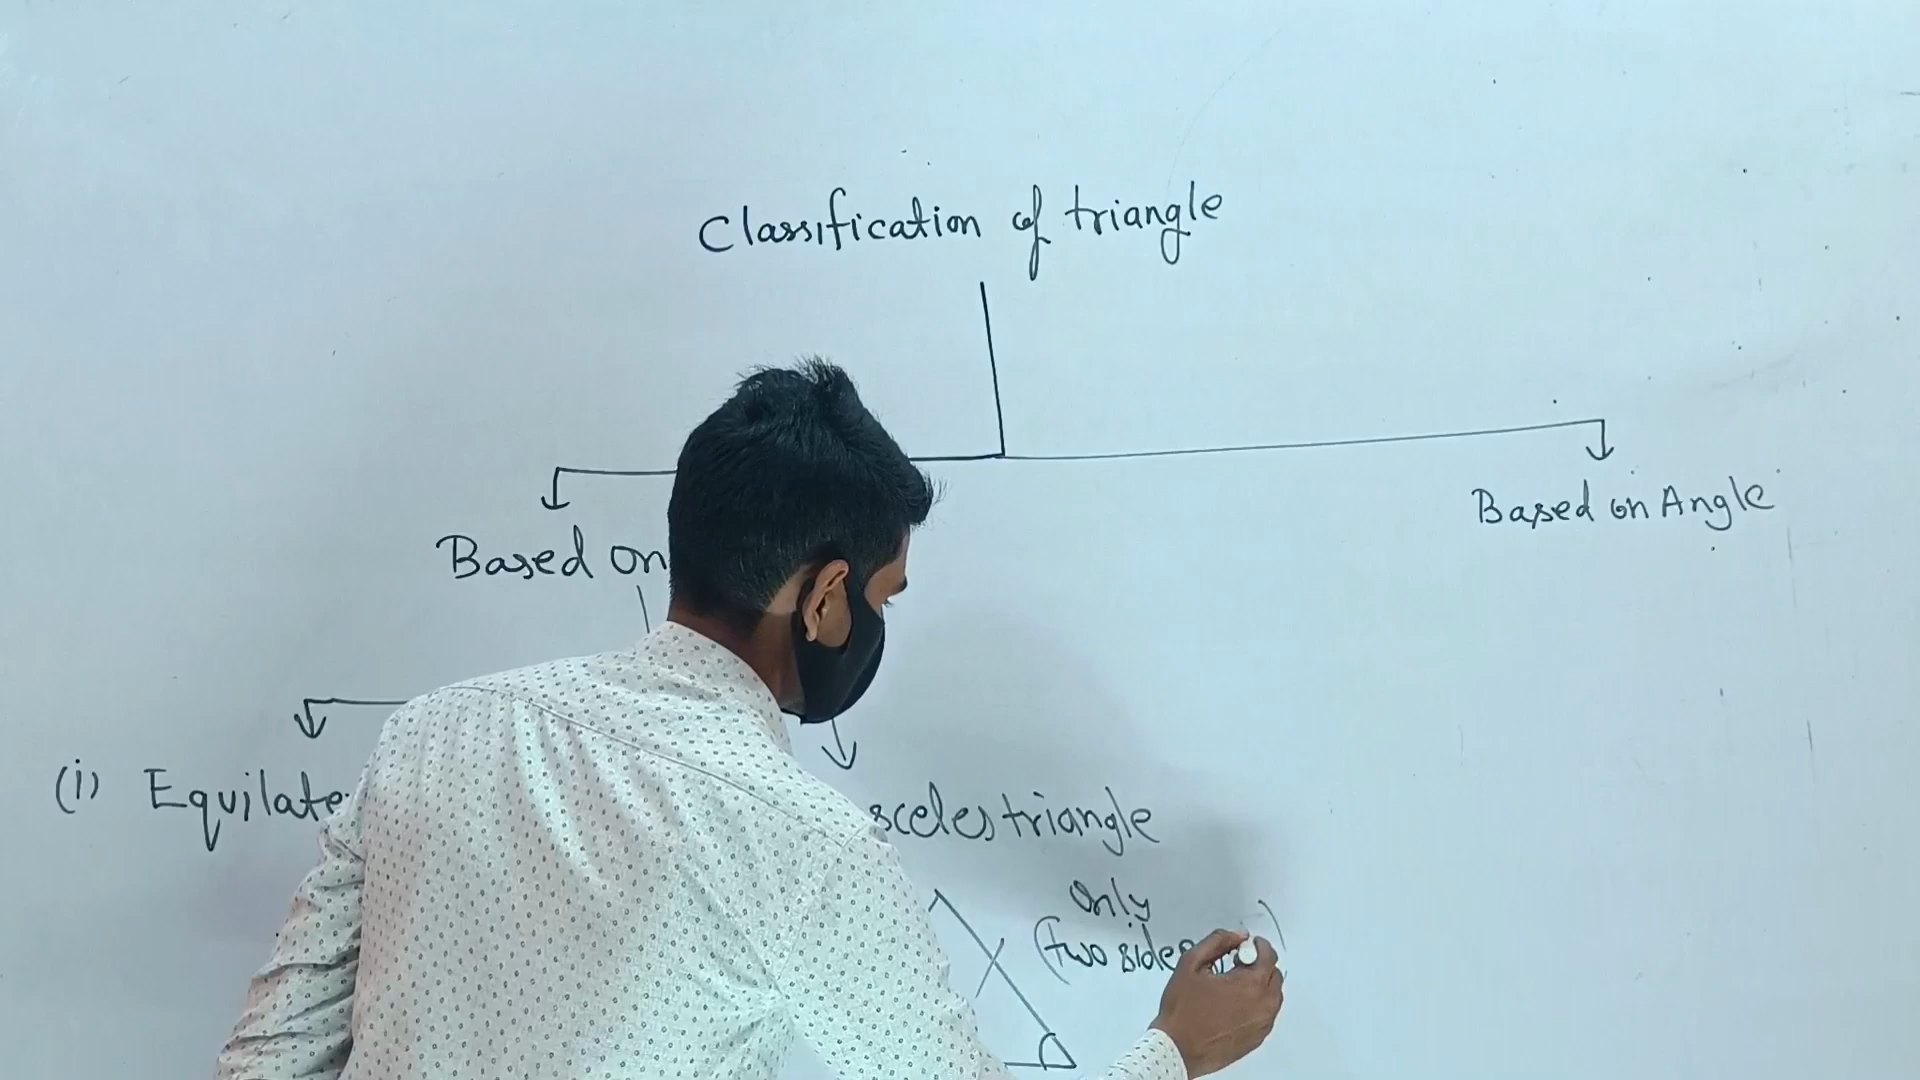 Classification of triangle
Based on
Based on Angle
(i) Equilate
sceles triangle
Only
(two sides